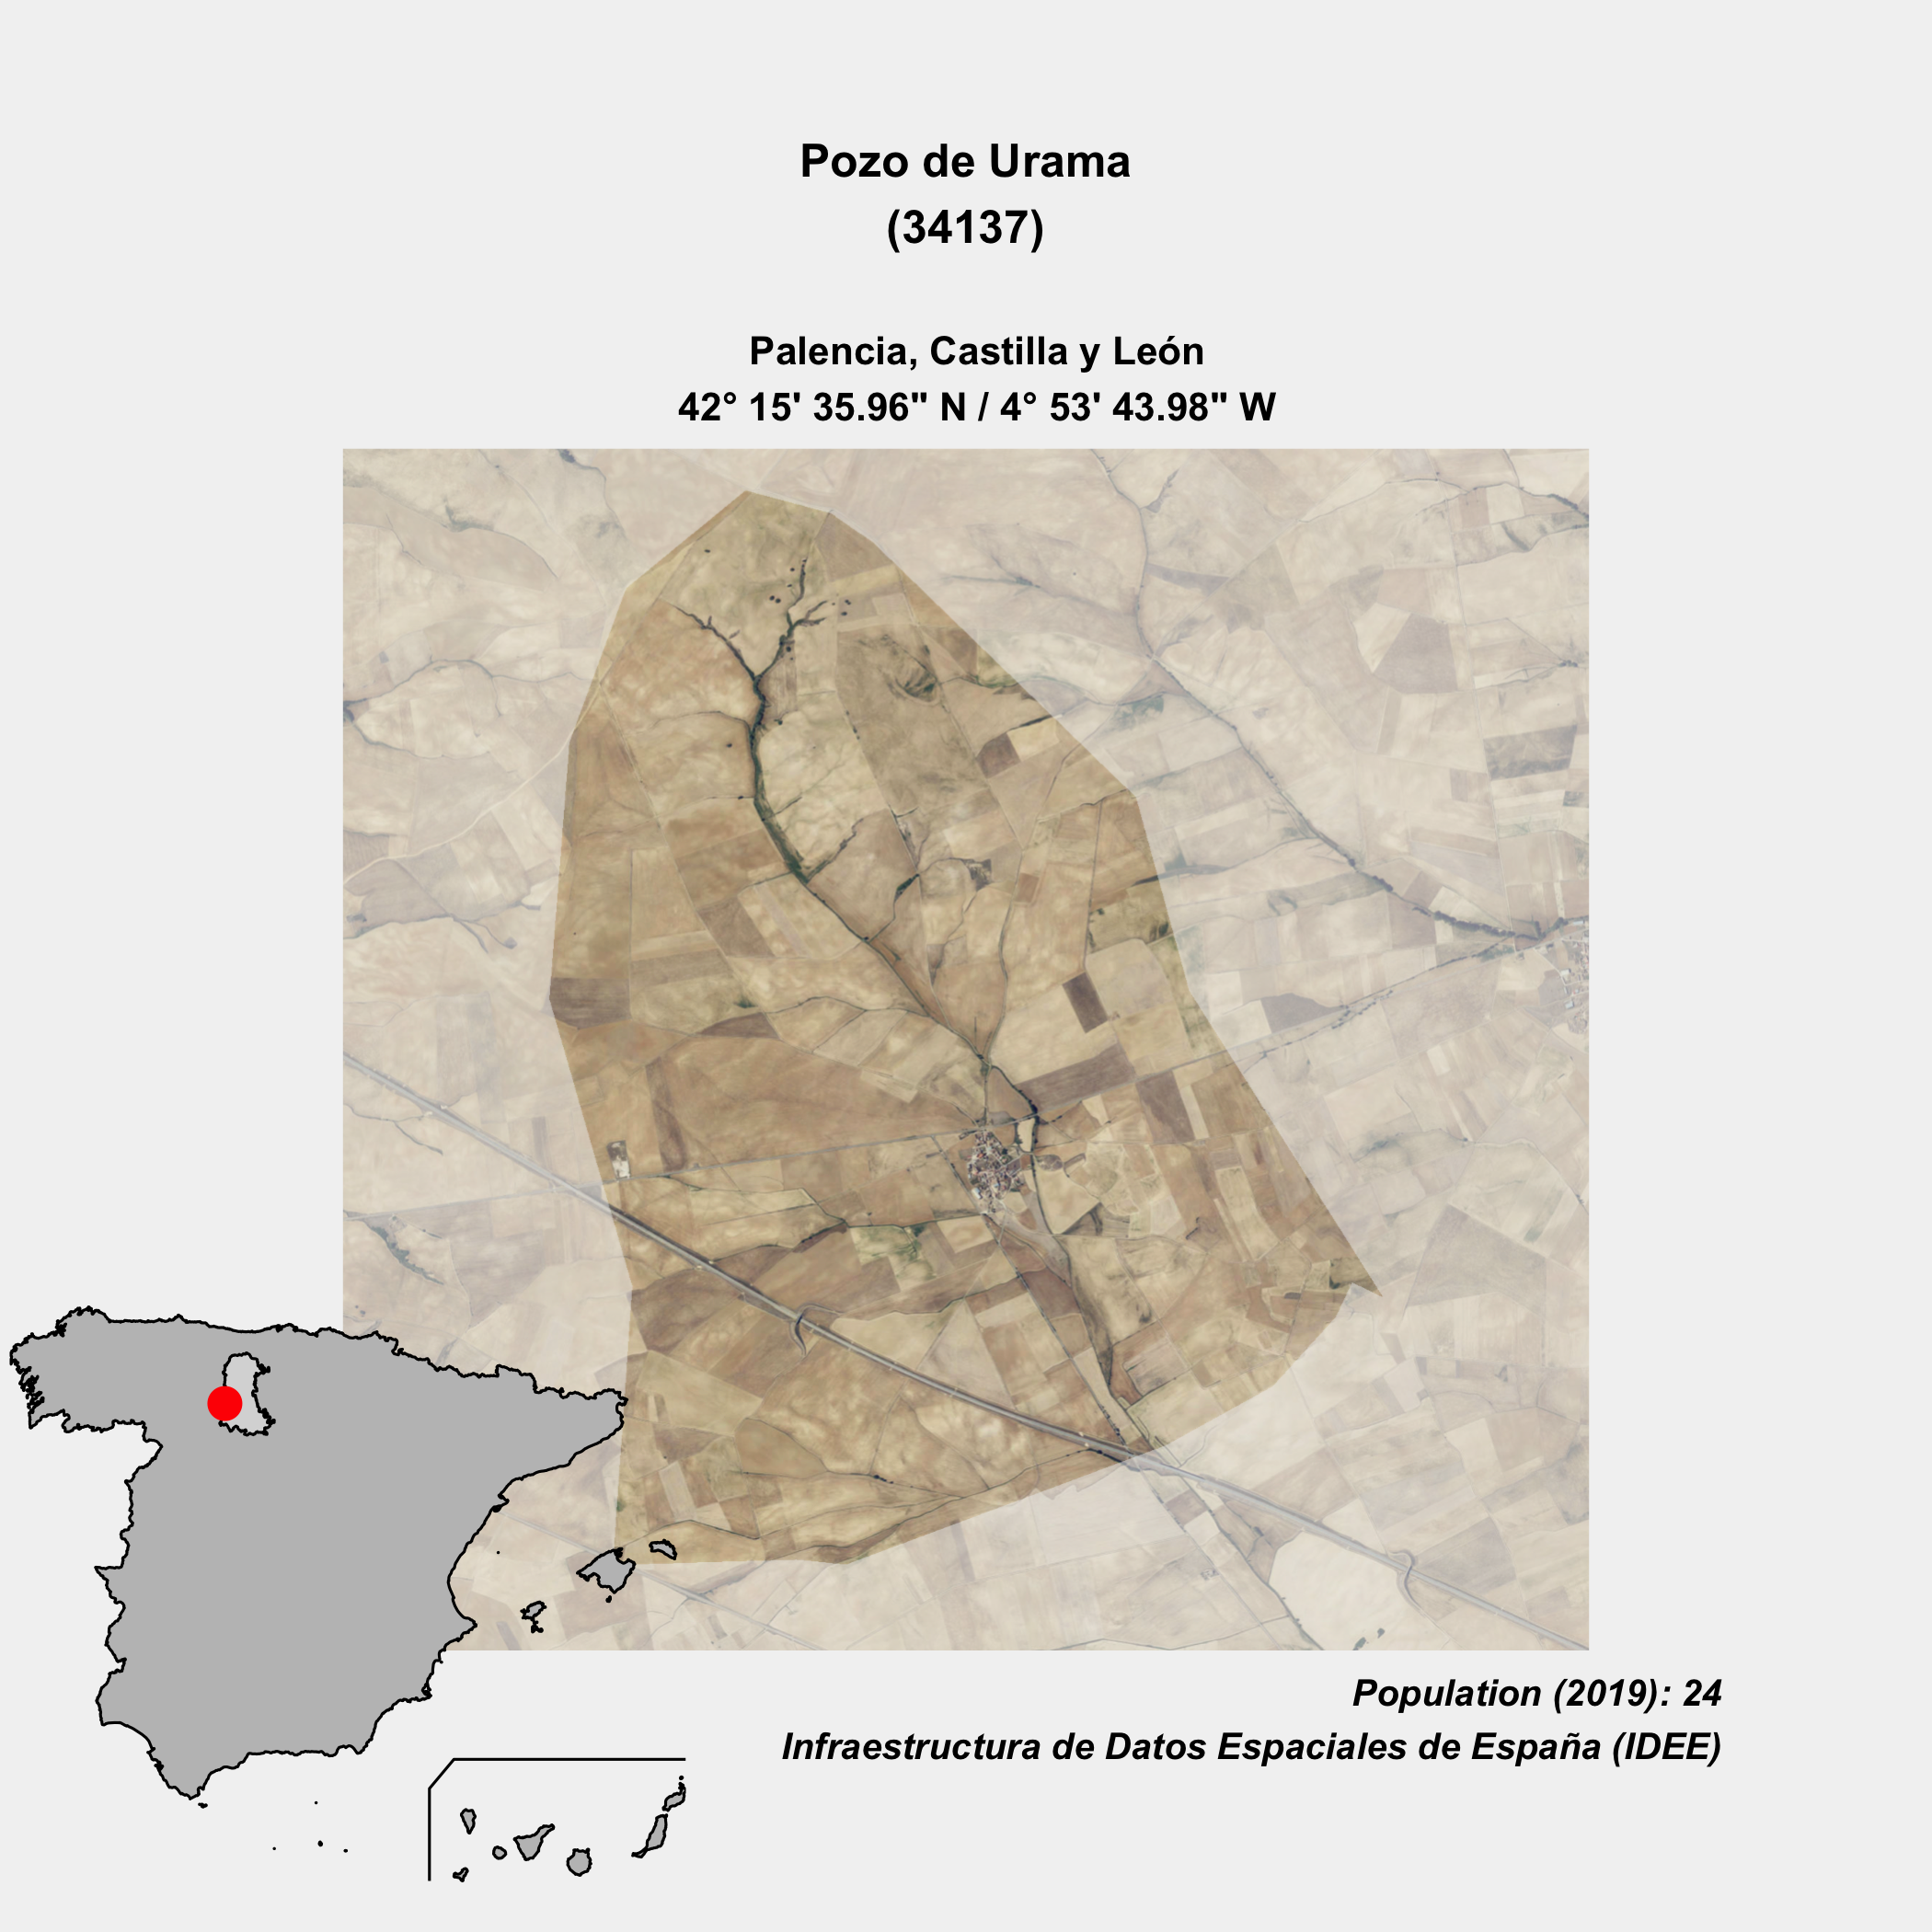 Pozo de Urama
(34137)
Palencia, Castilla y León
42° 15' 35.96" N / 4° 53' 43.98" W
Population (2019): 24
Infraestructura de Datos Espaciales de España (IDEE)